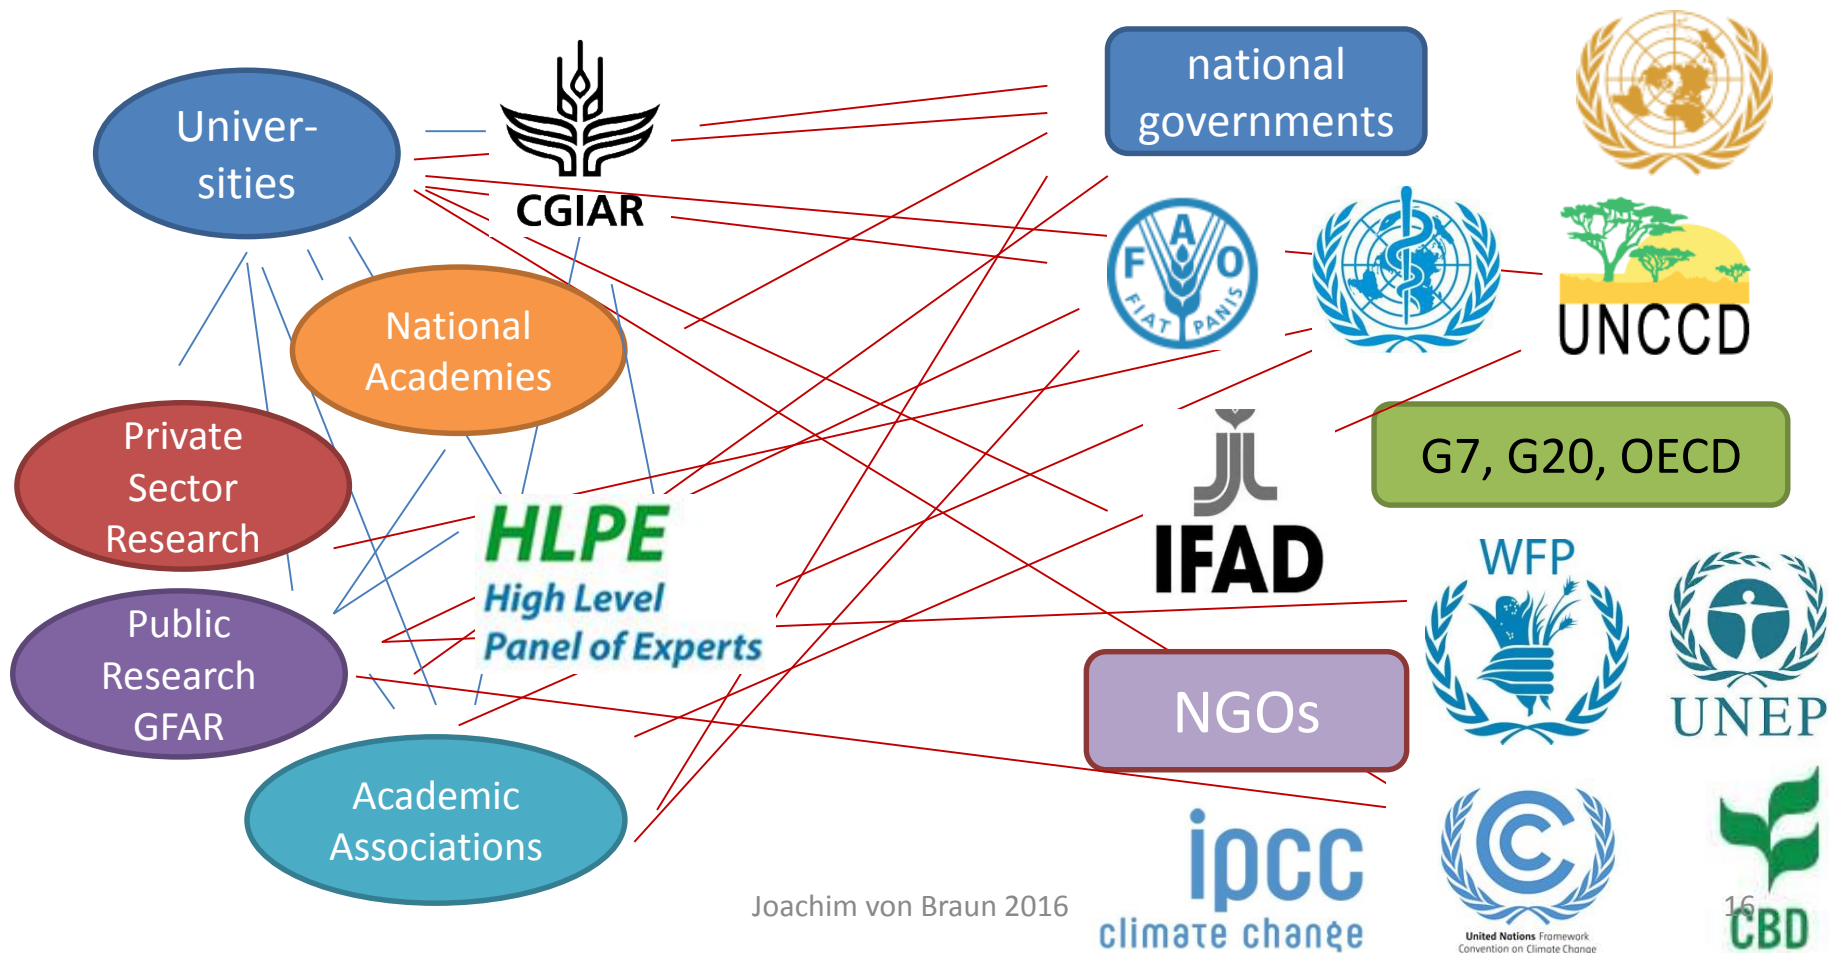 Univer-
sities
CGIAR
national
governments
National
Academies
FAO
FIAT PANIS
UNCCD
Private
Sector
Research
G7, G20, OECD
HLPE
High Level
Panel of Experts
IFAD
WFP
UNEP
Public
Research
GFAR
NGOs
Academic
Associations
ipcc
climate change
United Nations Framework
Convention on Climate Change
CBD
Joachim von Braun 2016
16